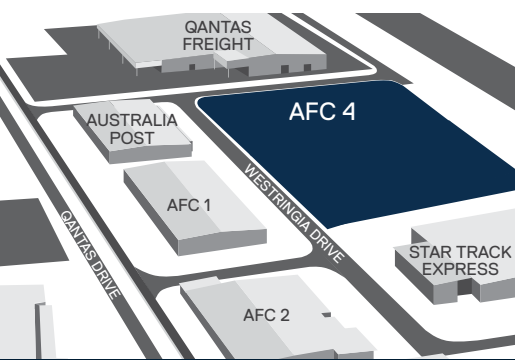 QANTAS
FREIGHT
AFC 4
AUSTRALIA
POST
AFC 1
WESTRINGIA DRIVE
QANTAS DRIVE
STAR TRACK
EXPRESS
AFC 2